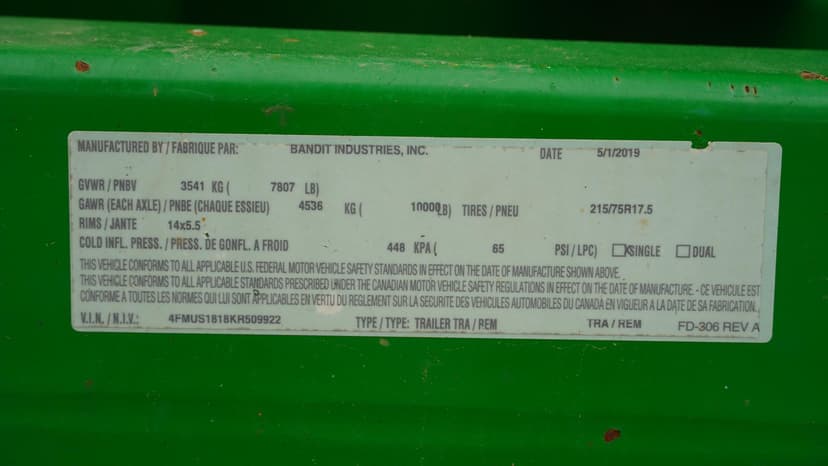 MANUFACTURED BY / FABRIQUE PAR: BANDIT INDUSTRIES, INC. DATE 5/1/2019
GVWR / PNBV 3541 KG ( 7807 LB)
GAWR (EACH AXLE) / PNBE (CHAQUE ESSIEU) 4536 KG ( 10000LB) TIRES / PNEU 215/75R17.5
RIMS / JANTE 14x5.5
COLD INFL. PRESS. / PRESS. DE GONFL. A FROID 448 KPA ( 65 PSI / LPC) ☒SINGLE ☐DUAL
THIS VEHICLE CONFORMS TO ALL APPLICABLE U.S. FEDERAL MOTOR VEHICLE SAFETY STANDARDS IN EFFECT ON THE DATE OF MANUFACTURE SHOWN ABOVE.
THIS VEHICLE CONFORMS TO ALL APPLICABLE STANDARDS PRESCRIBED UNDER THE CANADIAN MOTOR VEHICLE SAFETY REGULATIONS IN EFFECT ON THE DATE OF MANUFACTURE. - CE VEHICULE EST
CONFORME A TOUTES LES NORMES QUI LUI SONT APPLICABLES EN VERTU DU REGLEMENT SUR LA SECURITE DES VEHICULES AUTOMOBILES DU CANADA EN VIGUEUR A LA DATE DE SA FABRICATION.
V.I.N. / N.I.V.: 4FMUS1818KR509922 TYPE / TYPE: TRAILER TRA / REM TRA / REM FD-306 REV A